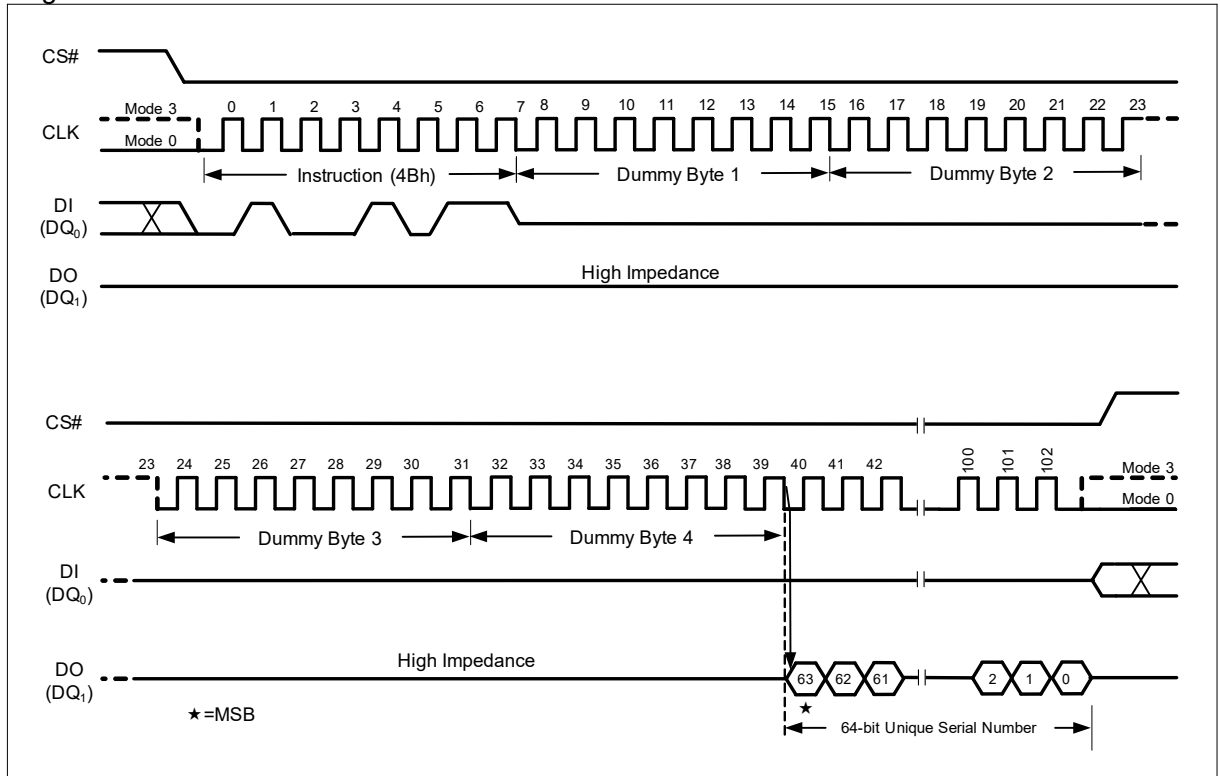 CS#
Mode 3
0 1 2 3 4 5 6 7 8 9 10 11 12 13 14 15 16 17 18 19 20 21 22 23
CLK
Mode 0
Instruction (4Bh)
Dummy Byte 1
Dummy Byte 2
DI
(DQ0)
High Impedance
DO
(DQ1)
CS#
23 24 25 26 27 28 29 30 31 32 33 34 35 36 37 38 39 40 41 42 100 101 102
Mode 3
CLK
Mode 0
Dummy Byte 3
Dummy Byte 4
DI
(DQ0)
High Impedance
DO
(DQ1)
63 62 61 2 1 0
★=MSB
★
64-bit Unique Serial Number